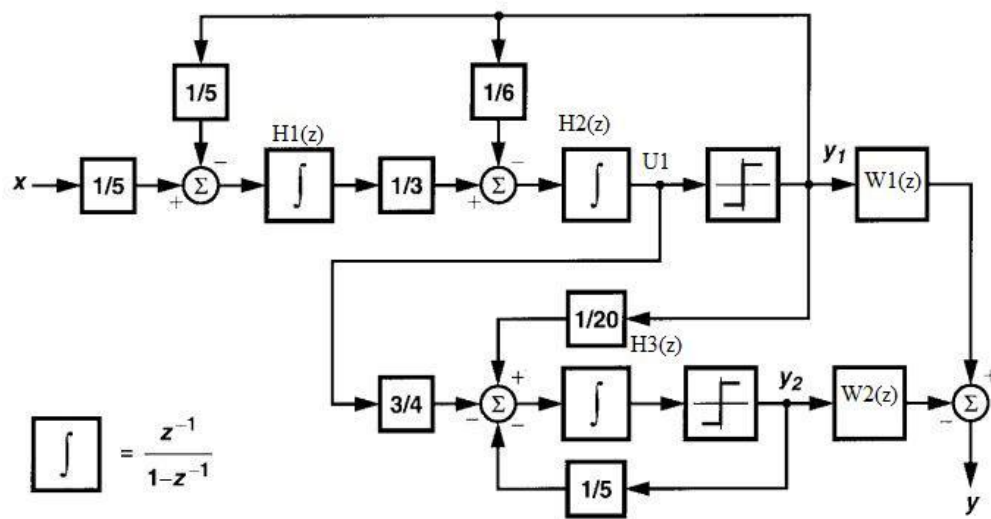 1/5
1/6
H1(z)
H2(z)
U1
y1
x
1/5
Σ
∫
1/3
Σ
∫
W1(z)
+
−
+
−
1/20
H3(z)
y2
3/4
+
−
Σ
−
∫
W2(z)
+
−
Σ
1/5
y
∫ = z−1
1−z−1